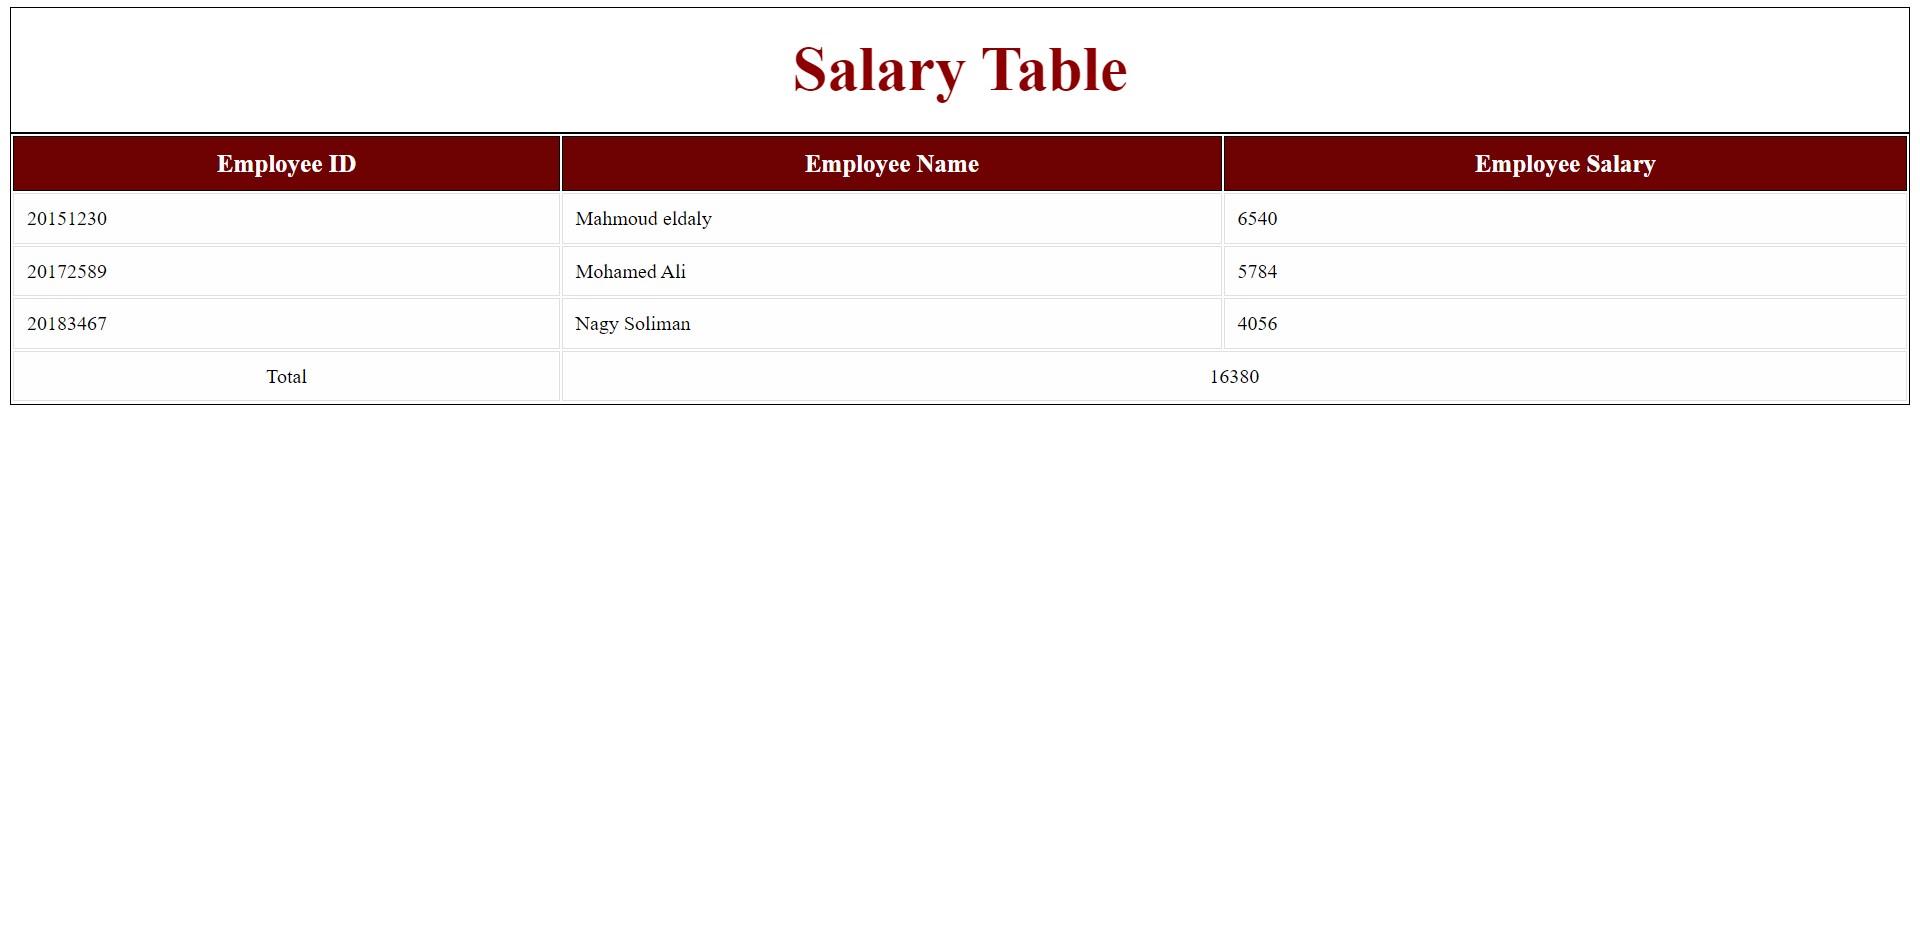 Salary Table
Employee ID Employee Name Employee Salary
20151230 Mahmoud eldaly 6540
20172589 Mohamed Ali 5784
20183467 Nagy Soliman 4056
Total 16380